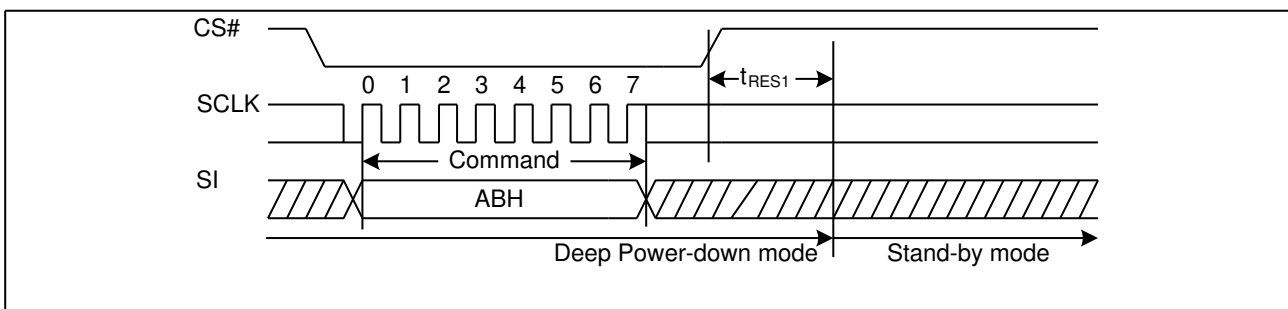 CS#
tRES1
0 1 2 3 4 5 6 7
SCLK
Command
SI
ABH
Deep Power-down mode Stand-by mode